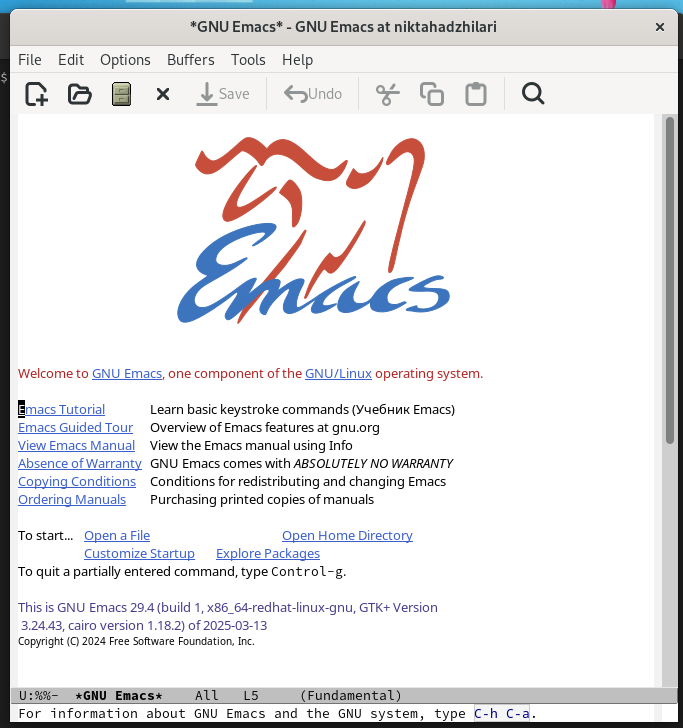 *GNU Emacs* - GNU Emacs at niktahadzhilari
File Edit Options Buffers Tools Help
Save Undo
$
Emacs
Welcome to GNU Emacs, one component of the GNU/Linux operating system.
Emacs Tutorial Learn basic keystroke commands (Учебник Emacs)
Emacs Guided Tour Overview of Emacs features at gnu.org
View Emacs Manual View the Emacs manual using Info
Absence of Warranty GNU Emacs comes with ABSOLUTELY NO WARRANTY
Copying Conditions Conditions for redistributing and changing Emacs
Ordering Manuals Purchasing printed copies of manuals
To start... Open a File Open Home Directory
Customize Startup Explore Packages
To quit a partially entered command, type Control-g.
This is GNU Emacs 29.4 (build 1, x86_64-redhat-linux-gnu, GTK+ Version
3.24.43, cairo version 1.18.2) of 2025-03-13
Copyright (C) 2024 Free Software Foundation, Inc.
U:%%- *GNU Emacs* All L5 (Fundamental)
For information about GNU Emacs and the GNU system, type C-h C-a.